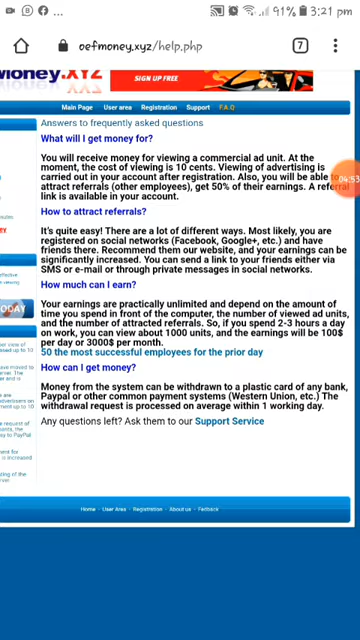 91% 3:21 pm
oefmoney.xyz/help.php
7
Money.XYZ
SIGN UP FREE
Main Page User area Registration Support F.A.Q
Answers to frequently asked questions
What will I get money for?
You will receive money for viewing a commercial ad unit. At the
moment, the cost of viewing is 10 cents. Viewing of advertising is
carried out in your account after registration. Also, you will be able to
attract referrals (other employees), get 50% of their earnings. A referral
link is available in your account.
04:53
How to attract referrals?
It's quite easy! There are a lot of different ways. Most likely, you are
registered on social networks (Facebook, Google+, etc.) and have
friends there. Recommend them our website, and your earnings can be
significantly increased. You can send a link to your friends either via
SMS or e-mail or through private messages in social networks.
How much can I earn?
Your earnings are practically unlimited and depend on the amount of
time you spend in front of the computer, the number of viewed ad units,
and the number of attracted referrals. So, if you spend 2-3 hours a day
on work, you can view about 1000 units, and the earnings will be 100$
per day or 3000$ per month.
50 the most successful employees for the prior day
How can I get money?
Money from the system can be withdrawn to a plastic card of any bank,
Paypal or other common payment systems (Western Union, etc.) The
withdrawal request is processed on average within 1 working day.
Any questions left? Ask them to our Support Service
TODAY
Home - User Area - Registration - About us - Fedback